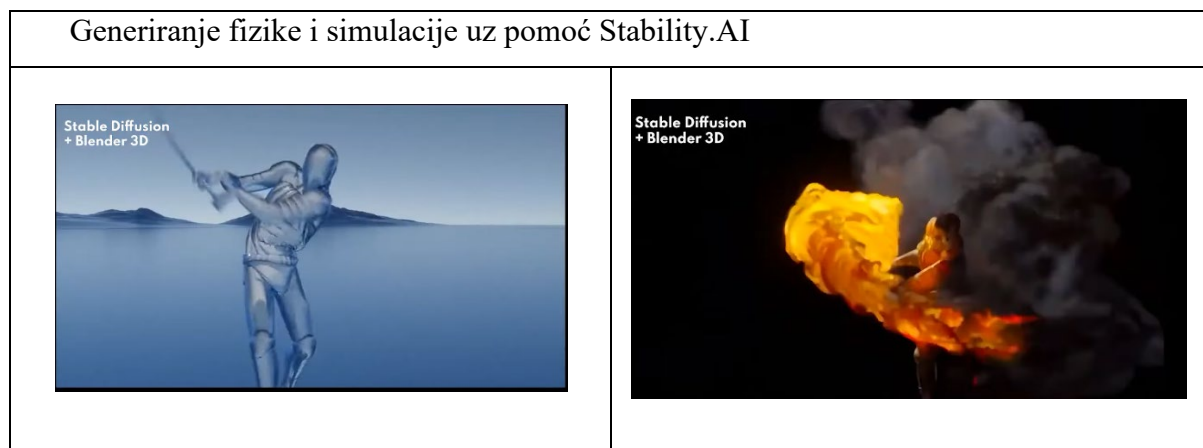 Generiranje fizike i simulacije uz pomoć Stability.AI
Stable Diffusion
+ Blender 3D
Stable Diffusion
+ Blender 3D